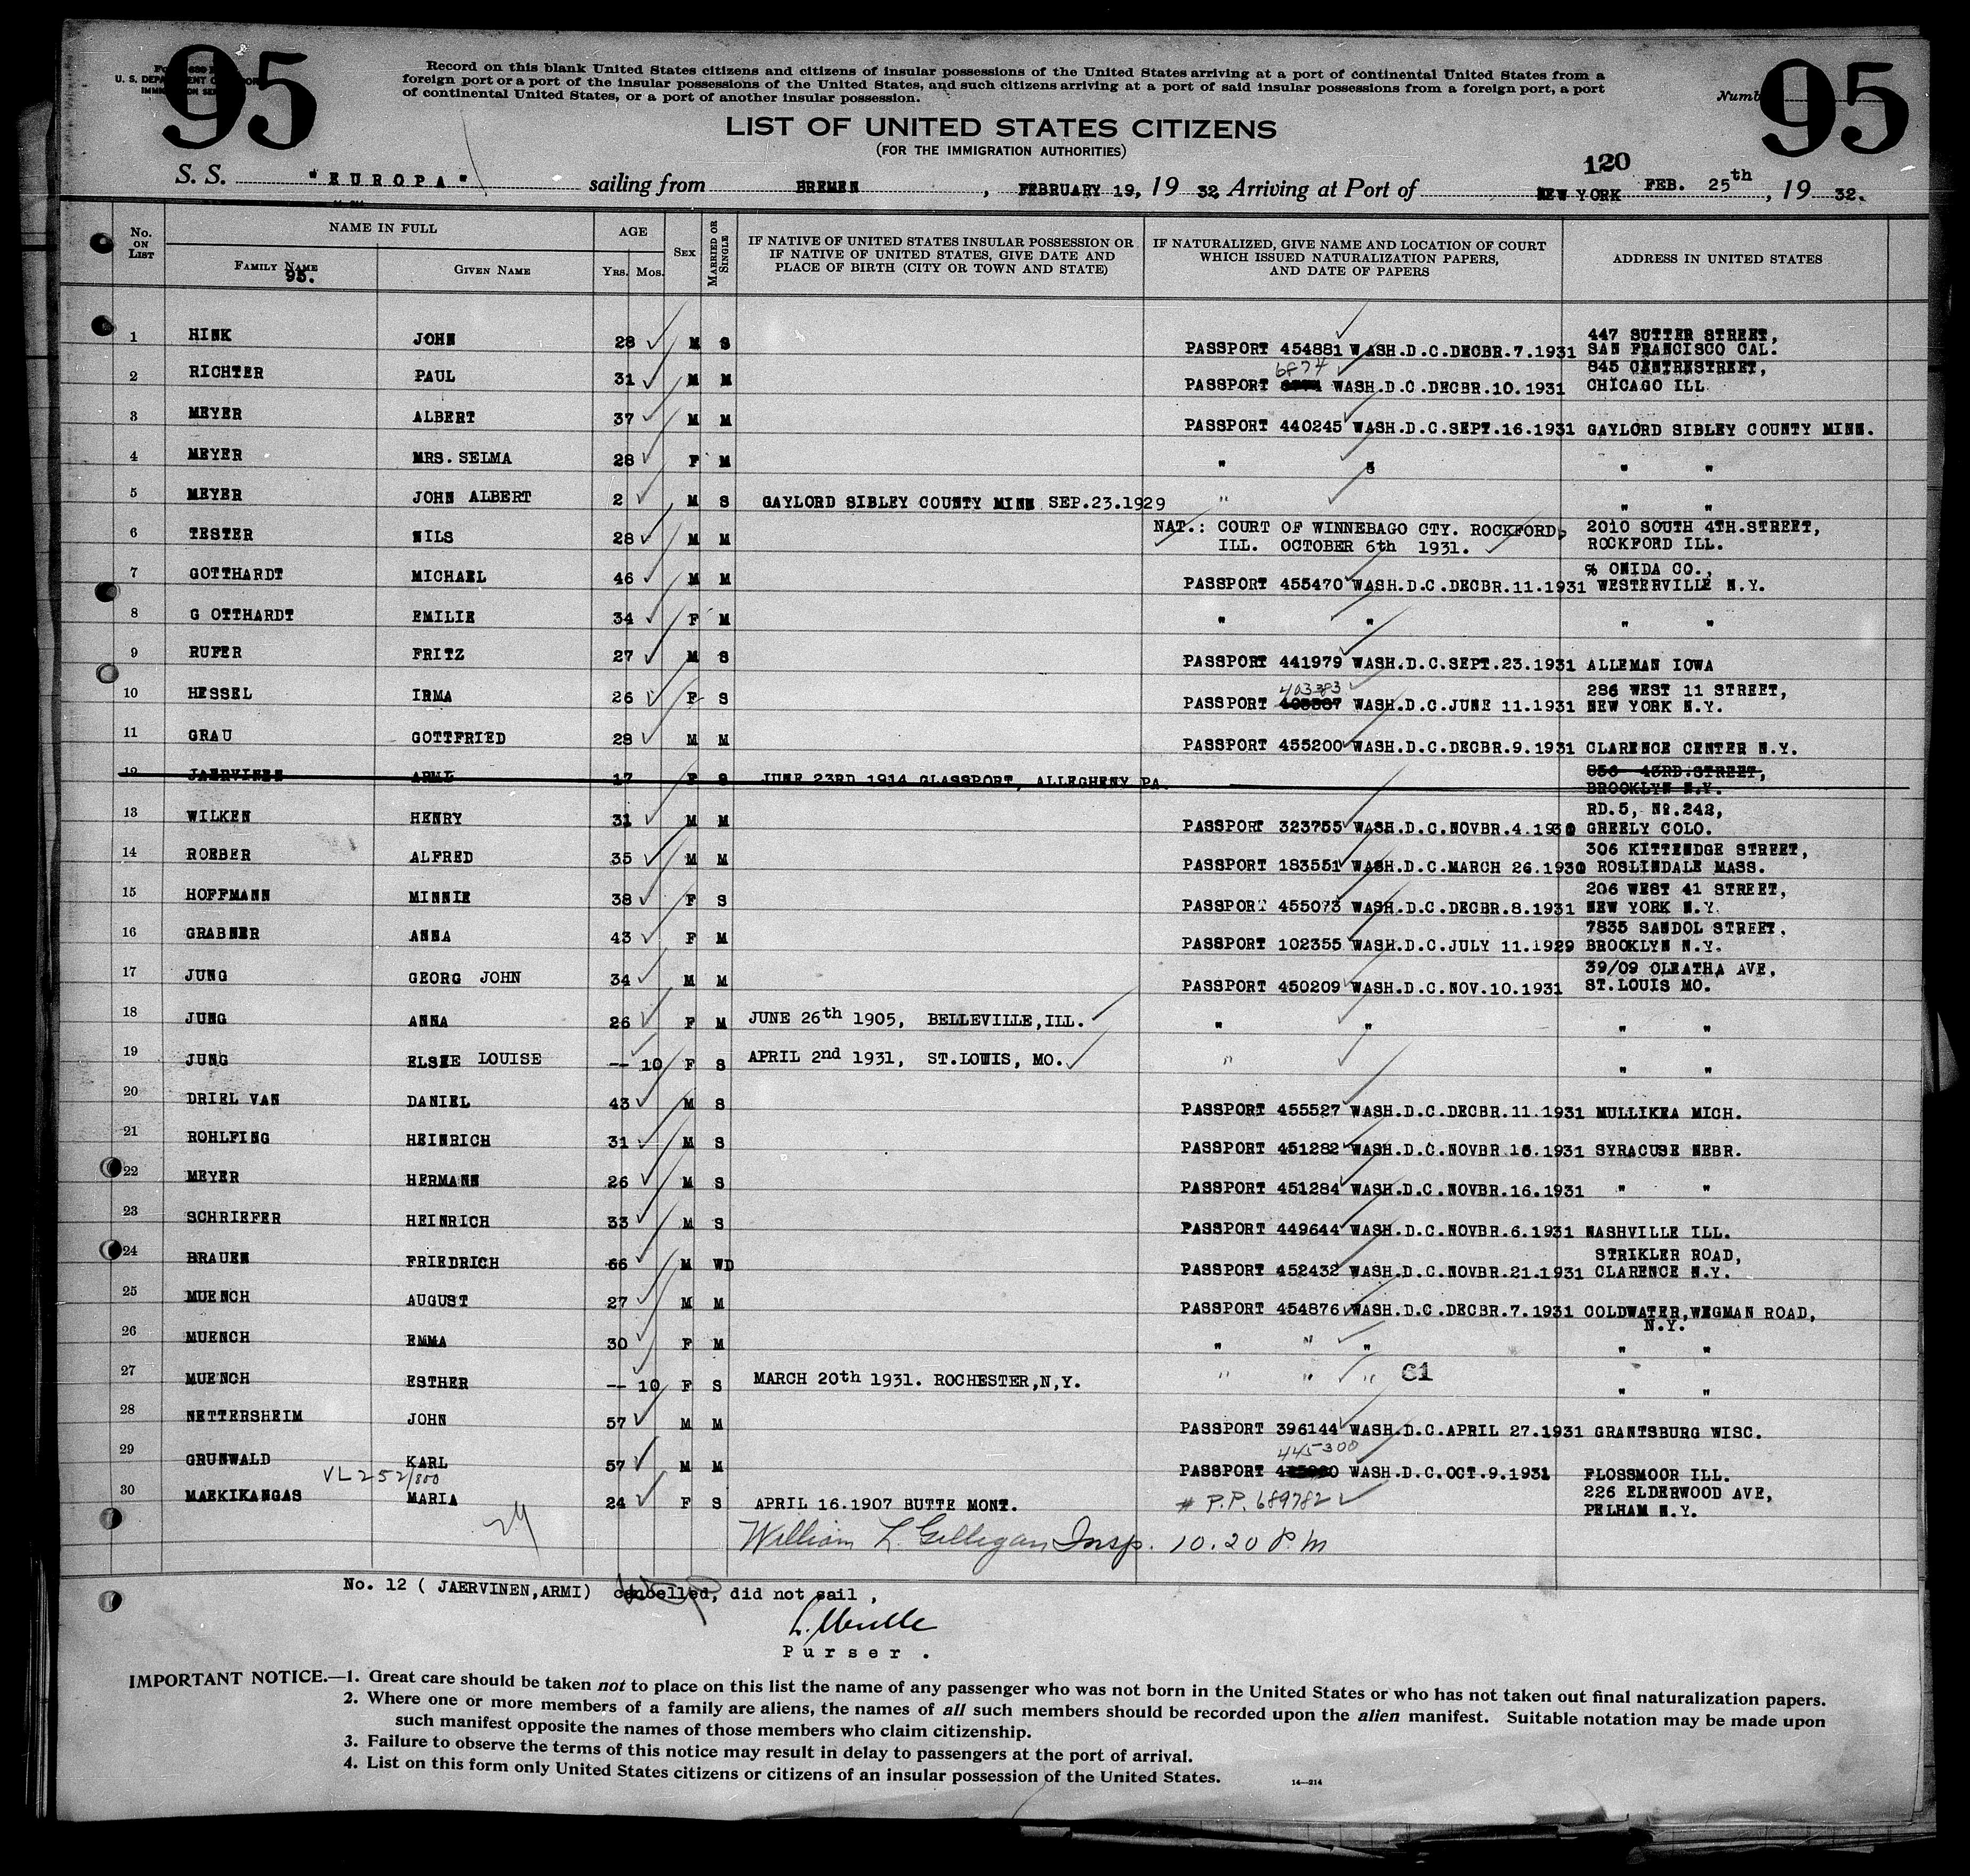 95
95
U. S. DEPARTMENT OF LABOR
Record on this blank United States citizens and citizens of insular possessions of the United States arriving at a port of continental United States from a
foreign port or a port of the insular possessions of the United States, and such citizens arriving at a port of said insular possessions from a foreign port, a port
of continental United States, or a port of another insular possession.
LIST OF UNITED STATES CITIZENS
(FOR THE IMMIGRATION AUTHORITIES)
120
S. S. "EUROPA" sailing from BREMEN, FEBRUARY 19, 19 32, Arriving at Port of NEW YORK FEB. 25th, 19 32.
No. ON LIST NAME IN FULL FAMILY NAME 95. GIVEN NAME AGE YRS. MOS. SEX MARRIED OR SINGLE IF NATIVE OF UNITED STATES INSULAR POSSESSION OR IF NATIVE OF UNITED STATES, GIVE DATE AND PLACE OF BIRTH (CITY OR TOWN AND STATE) IF NATURALIZED, GIVE NAME AND LOCATION OF COURT WHICH ISSUED NATURALIZATION PAPERS, AND DATE OF PAPERS ADDRESS IN UNITED STATES
1 HINK JOHN 28 M S PASSPORT 454881 WASH.D.C.DECBR.7.1931 447 SUTTER STREET, SAN FRANCISCO CAL.
2 RICHTER PAUL 31 M M PASSPORT 6874 WASH.D.C.DECBR.10.1931 845 CENTRESTREET, CHICAGO ILL
3 MEYER ALBERT 37 M M PASSPORT 440245 WASH.D.C.SEPT.16.1931 GAYLORD SIBLEY COUNTY MINN.
4 MEYER MRS.SELMA 28 F M " " " "
5 MEYER JOHN ALBERT 2 M S GAYLORD SIBLEY COUNTY MINN SEP.23.1929 " " "
6 TESTER NILS 28 M M NAT.: COURT OF WINNEBAGO CTY. ROCKFORD, ILL. OCTOBER 6th 1931. 2010 SOUTH 4TH.STREET, ROCKFORD ILL.
7 GOTTHARDT MICHAEL 46 M M PASSPORT 455470 WASH.D.C.DECBR.11.1931 % ONIDA CO., WESTERVILLE N.Y.
8 G OTTHARDT EMILIE 34 F M " " " "
9 RUFER FRITZ 27 M S PASSPORT 441979 WASH.D.C.SEPT.23.1931 ALLEMAN IOWA
10 HESSEL IRMA 26 F S PASSPORT 403383 WASH.D.C.JUNE 11.1931 286 WEST 11 STREET, NEW YORK N.Y.
11 GRAU GOTTFRIED 28 M M PASSPORT 455200 WASH.D.C.DECBR.9.1931 CLARENCE CENTER N.Y.
12 JAERVINEN ARMI 17 F S JUNE 23RD 1914 GLASSPORT, ALLEGHENY PA. 856 43RD.STREET, BROOKLYN N.Y.
13 WILKEN HENRY 31 M M PASSPORT 323755 WASH.D.C.NOVBR.4.1930 RD.5, No.242, GREELY COLO.
14 ROEBER ALFRED 35 M M PASSPORT 183551 WASH.D.C.MARCH 26.1930 306 KITTENDGE STREET, ROSLINDALE MASS.
15 HOFFMANN MINNIE 38 F S PASSPORT 455073 WASH.D.C.DECBR.8.1931 206 WEST 41 STREET, NEW YORK N.Y.
16 GRABNER ANNA 43 F M PASSPORT 102355 WASH.D.C.JULY 11.1929 7835 SANDOL STREET, BROOKLYN N.Y.
17 JUNG GEORG JOHN 34 M M PASSPORT 450209 WASH.D.C.NOV.10.1931 39/09 OLEATHA AVE, ST.LOUIS MO.
18 JUNG ANNA 26 F M JUNE 26th 1905, BELLEVILLE,ILL. " " " "
19 JUNG ELSIE LOUISE -- 10 F S APRIL 2nd 1931, ST.LOUIS, MO. " " "
20 DRIEL VAN DANIEL 43 M S PASSPORT 455527 WASH.D.C.DECBR.11.1931 MULLIKEA MICH.
21 ROHLFING HEINRICH 31 M S PASSPORT 451282 WASH.D.C.NOVBR 16.1931 SYRACUSE NEBR.
22 MEYER HERMANN 26 M S PASSPORT 451284 WASH.D.C.NOVBR.16.1931 " "
23 SCHRIEFER HEINRICH 33 M S PASSPORT 449644 WASH.D.C.NOVBR.6.1931 NASHVILLE ILL.
24 BRAUEN FRIEDRICH 66 M WD PASSPORT 452432 WASH.D.C.NOVBR.21.1931 STRIKLER ROAD, CLARENCE N.Y.
25 MUENCH AUGUST 27 M M PASSPORT 454876 WASH.D.C.DECBR.7.1931 COLDWATER,WEGMAN ROAD, N.Y.
26 MUENCH EMMA 30 F M " " " " "
27 MUENCH ESTHER -- 10 F S MARCH 20th 1931. ROCHESTER,N,Y. " " " 61 " "
28 NETTERSHEIM JOHN 57 M M PASSPORT 396144 WASH.D.C.APRIL 27.1931 GRANTSBURG WISC.
29 GRUNWALD KARL 57 M M PASSPORT 445300 WASH.D.C.OCT.9.1931 FLOSSMOOR ILL.
VL 252/800
30 MAEKIKANGAS MARIA 24 F S APRIL 16.1907 BUTTE MONT. # P.P. 689782 226 ELDERWOOD AVE, PELHAM N.Y.
29 William L. Gilligan Insp. 10.20 P.M
No. 12 ( JAERVINEN,ARMI) cancelled, did not sail ,
Purser .
IMPORTANT NOTICE.—1. Great care should be taken not to place on this list the name of any passenger who was not born in the United States or who has not taken out final naturalization papers.
2. Where one or more members of a family are aliens, the names of all such members should be recorded upon the alien manifest. Suitable notation may be made upon
such manifest opposite the names of those members who claim citizenship.
3. Failure to observe the terms of this notice may result in delay to passengers at the port of arrival.
4. List on this form only United States citizens or citizens of an insular possession of the United States.
14—214